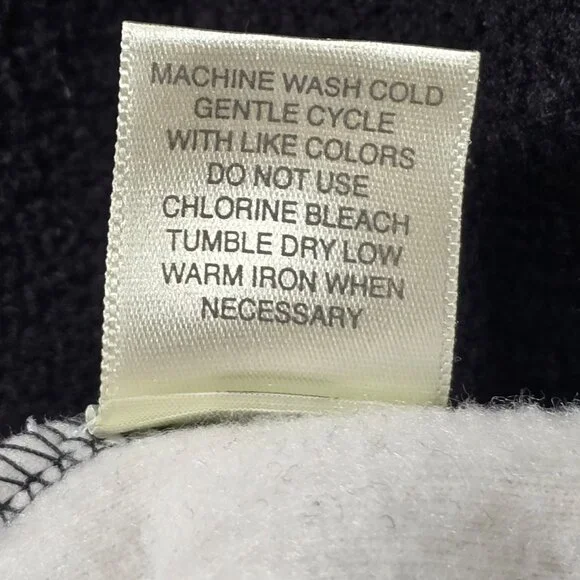 MACHINE WASH COLD
GENTLE CYCLE
WITH LIKE COLORS
DO NOT USE
CHLORINE BLEACH
TUMBLE DRY LOW
WARM IRON WHEN
NECESSARY